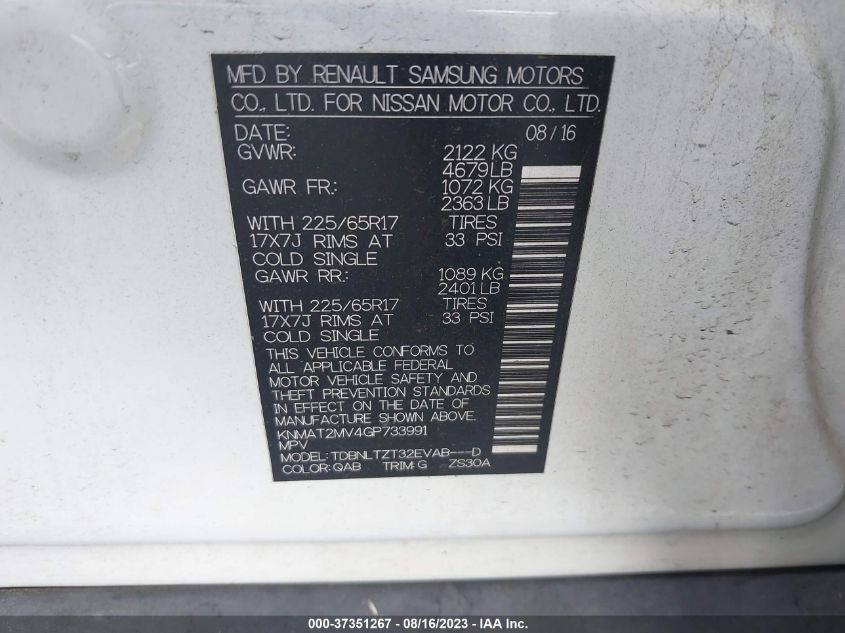 MFD BY RENAULT SAMSUNG MOTORS
CO., LTD. FOR NISSAN MOTOR CO., LTD.
DATE: 08/16
GVWR: 2122 KG
4679LB
GAWR FR.: 1072 KG
2363LB
WITH 225/65R17 TIRES
17X7J RIMS AT 33 PSI
COLD SINGLE
GAWR RR.: 1089 KG
2401LB
WITH 225/65R17 TIRES
17X7J RIMS AT 33 PSI
COLD SINGLE
THIS VEHICLE CONFORMS TO
ALL APPLICABLE FEDERAL
MOTOR VEHICLE SAFETY AND
THEFT PREVENTION STANDARDS
IN EFFECT ON THE DATE OF
MANUFACTURE SHOWN ABOVE.
KNMAT2MV4GP733991
MPV
MODEL: TDBNLTZT32EVAB---D
COLOR: QAB TRIM: G ZS30A
000-37351267 - 08/16/2023 - IAA Inc.